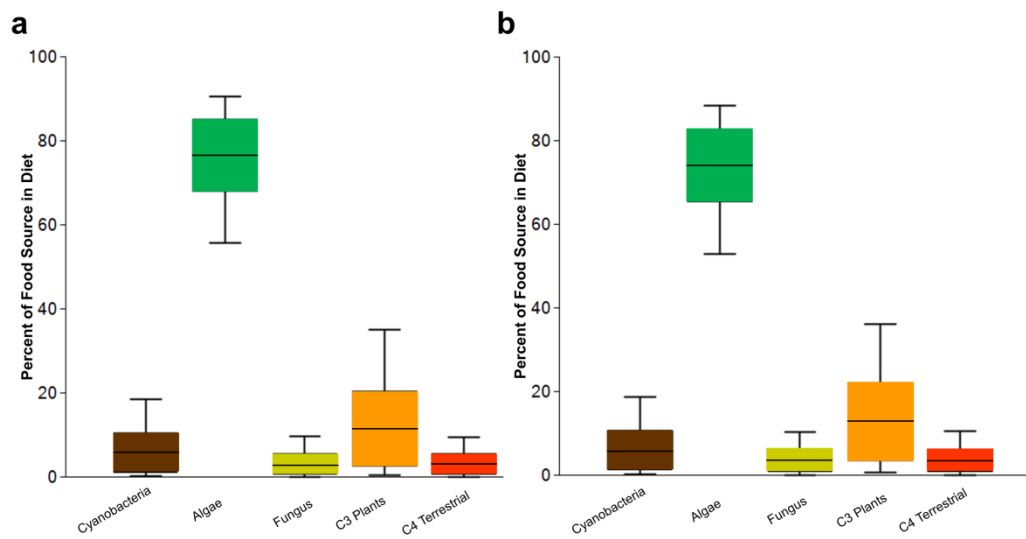 a
100
80
60
40
20
0
Percent of Food Source in Diet
Cyanobacteria
Algae
Fungus
C3 Plants
C4 Terrestrial
b
100
80
60
40
20
0
Percent of Food Source in Diet
Cyanobacteria
Algae
Fungus
C3 Plants
C4 Terrestrial